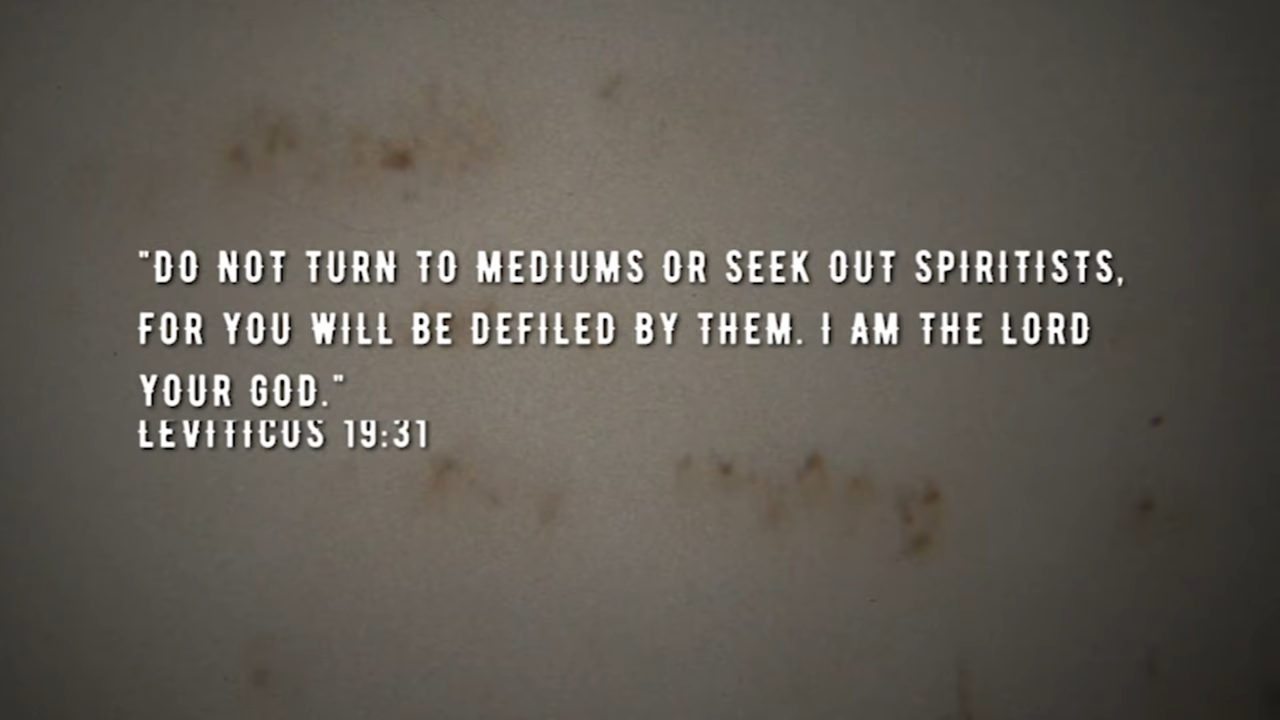 "DO NOT TURN TO MEDIUMS OR SEEK OUT SPIRITISTS,
FOR YOU WILL BE DEFILED BY THEM. I AM THE LORD
YOUR GOD."
LEVITICUS 19:31